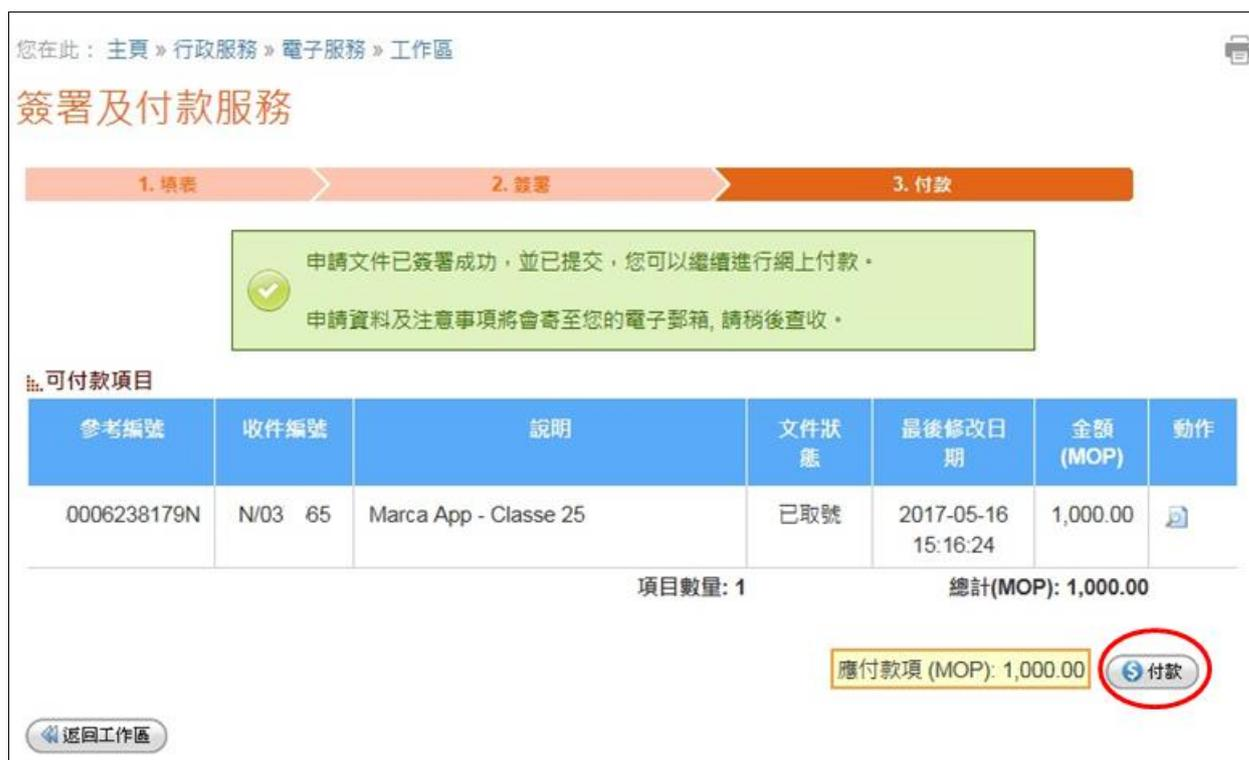 您在此： 主頁 » 行政服務 » 電子服務 » 工作區
簽署及付款服務
1. 填表
2. 簽署
3. 付款
申請文件已簽署成功，並已提交，您可以繼續進行網上付款。
申請資料及注意事項將會寄至您的電子郵箱, 請稍後查收。
可付款項目
參考編號 收件編號 說明 文件狀態 最後修改日期 金額(MOP) 動作
0006238179N N/03 65 Marca App - Classe 25 已取號 2017-05-16 1,000.00
15:16:24
項目數量: 1 總計(MOP): 1,000.00
應付款項 (MOP): 1,000.00 付款
返回工作區